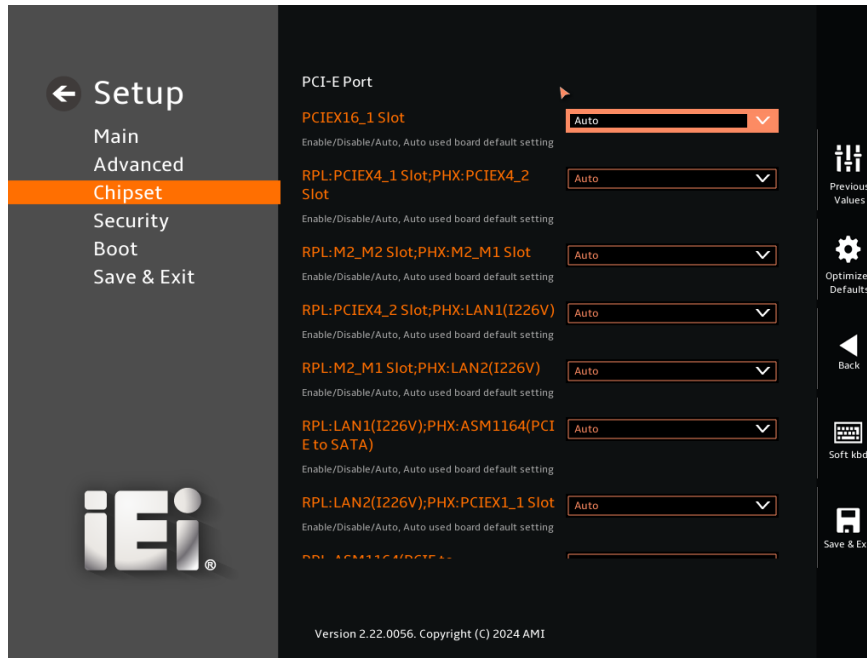 Setup
Main
Advanced
Chipset
Security
Boot
Save & Exit
iEi
®
PCI-E Port
PCIEX16_1 Slot
Auto
Enable/Disable/Auto, Auto used board default setting
RPL:PCIEX4_1 Slot;PHX:PCIEX4_2
Slot
Auto
Enable/Disable/Auto, Auto used board default setting
RPL:M2_M2 Slot;PHX:M2_M1 Slot
Auto
Enable/Disable/Auto, Auto used board default setting
RPL:PCIEX4_2 Slot;PHX:LAN1(I226V)
Auto
Enable/Disable/Auto, Auto used board default setting
RPL:M2_M1 Slot;PHX:LAN2(I226V)
Auto
Enable/Disable/Auto, Auto used board default setting
RPL:LAN1(I226V);PHX:ASM1164(PCI
E to SATA)
Auto
Enable/Disable/Auto, Auto used board default setting
RPL:LAN2(I226V);PHX:PCIEX1_1 Slot
Auto
Enable/Disable/Auto, Auto used board default setting
Version 2.22.0056. Copyright (C) 2024 AMI
Previous
Values
Optimize
Defaults
Back
Soft kbd
Save & Ex